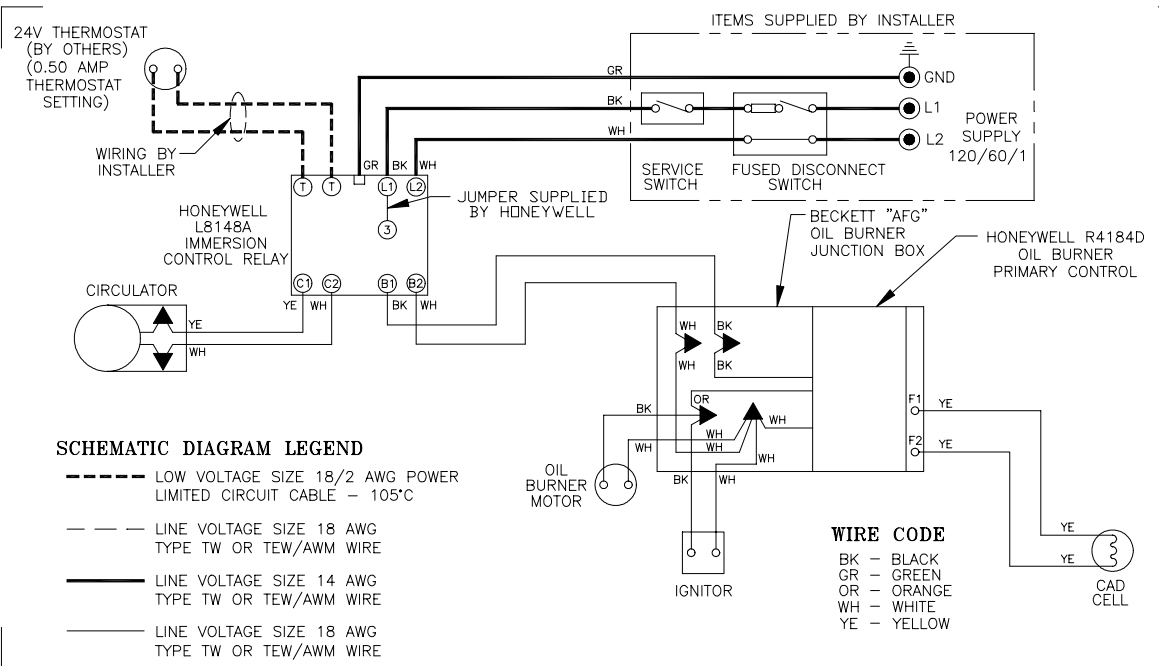 ITEMS SUPPLIED BY INSTALLER
24V THERMOSTAT
(BY OTHERS)
(0.50 AMP
THERMOSTAT
SETTING)
GR
GND
BK
L1
WH
L2
POWER
SUPPLY
120/60/1
WIRING BY
INSTALLER
GR BK WH
SERVICE
SWITCH
FUSED DISCONNECT
SWITCH
T T L1 L2
JUMPER SUPPLIED
BY HONEYWELL
3
HONEYWELL
L8148A
IMMERSION
CONTROL RELAY
BECKETT "AFG"
OIL BURNER
JUNCTION BOX
HONEYWELL R4184D
OIL BURNER
PRIMARY CONTROL
C1 C2 B1 B2
YE WH BK WH
CIRCULATOR
YE
WH
WH BK
WH BK
OR
BK
WH
WH
WH
WH
WH
BK WH
F1 YE
F2 YE
OIL
BURNER
MOTOR
IGNITOR
YE
YE
CAD
CELL
SCHEMATIC DIAGRAM LEGEND
LOW VOLTAGE SIZE 18/2 AWG POWER
LIMITED CIRCUIT CABLE – 105°C
LINE VOLTAGE SIZE 18 AWG
TYPE TW OR TEW/AWM WIRE
LINE VOLTAGE SIZE 14 AWG
TYPE TW OR TEW/AWM WIRE
LINE VOLTAGE SIZE 18 AWG
TYPE TW OR TEW/AWM WIRE
WIRE CODE
BK – BLACK
GR – GREEN
OR – ORANGE
WH – WHITE
YE – YELLOW